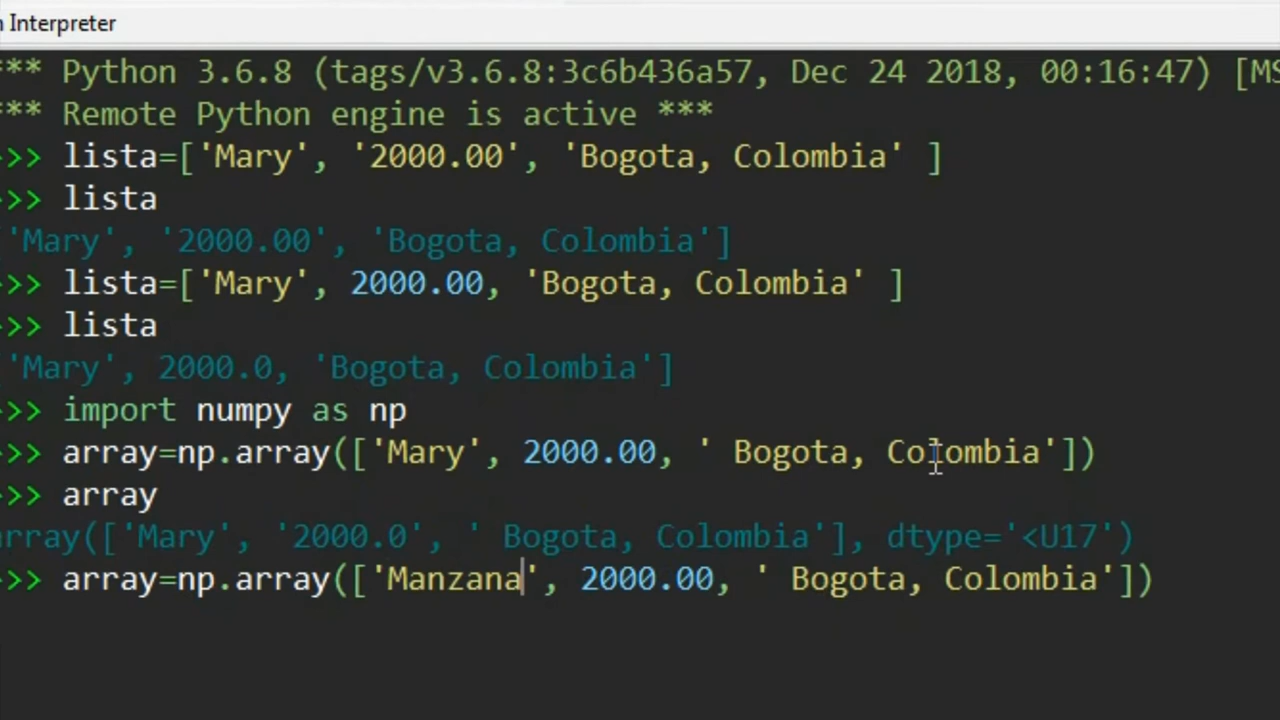 n Interpreter
*** Python 3.6.8 (tags/v3.6.8:3c6b436a57, Dec 24 2018, 00:16:47) [MS
*** Remote Python engine is active ***
>>> lista=['Mary', '2000.00', 'Bogota, Colombia' ]
>>> lista
['Mary', '2000.00', 'Bogota, Colombia']
>>> lista=['Mary', 2000.00, 'Bogota, Colombia' ]
>>> lista
['Mary', 2000.0, 'Bogota, Colombia']
>>> import numpy as np
>>> array=np.array(['Mary', 2000.00, ' Bogota, Colombia'])
>>> array
array(['Mary', '2000.0', ' Bogota, Colombia'], dtype='<U17')
>>> array=np.array(['Manzana', 2000.00, ' Bogota, Colombia'])